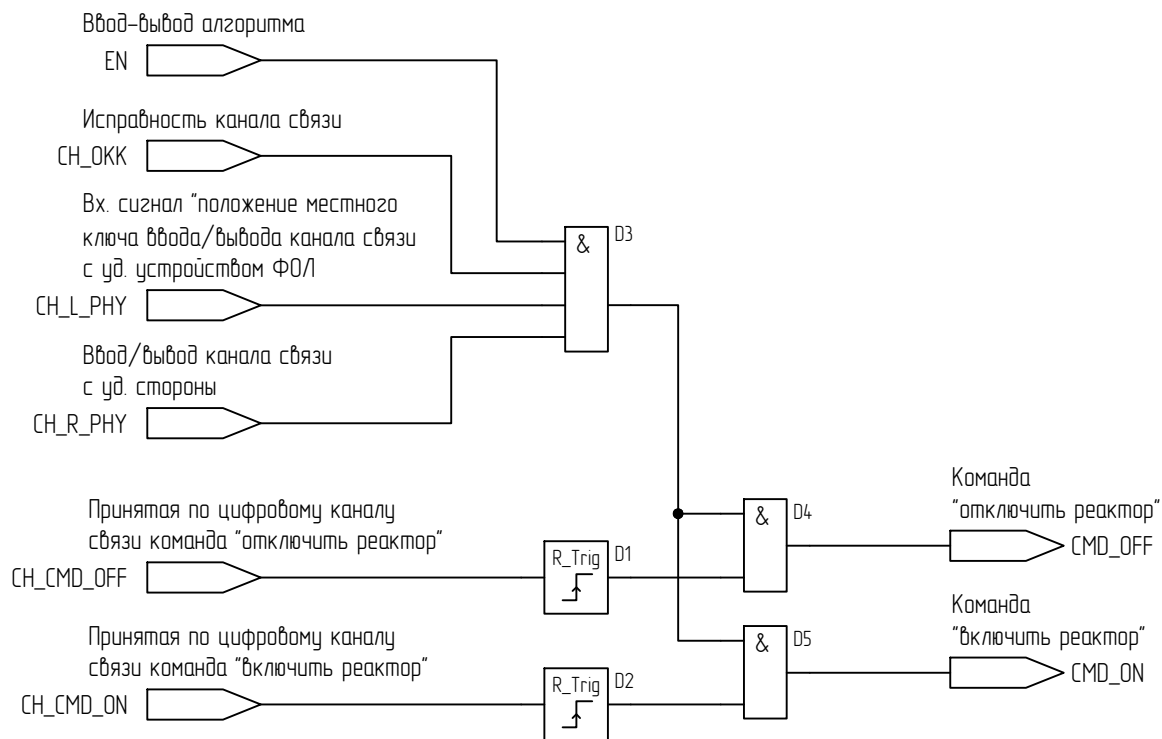 Ввод-вывод алгоритма
EN
Исправность канала связи
CH_OKK
Вх. сигнал "положение местного
ключа ввода/вывода канала связи
с уд. устройством ФОЛ
CH_L_PHY
& D3
Ввод/вывод канала связи
с уд. стороны
CH_R_PHY
Принятая по цифровому каналу
связи команда "отключить реактор"
CH_CMD_OFF
R_Trig D1
& D4
Команда
"отключить реактор"
CMD_OFF
Принятая по цифровому каналу
связи команда "включить реактор"
CH_CMD_ON
R_Trig D2
& D5
Команда
"включить реактор"
CMD_ON